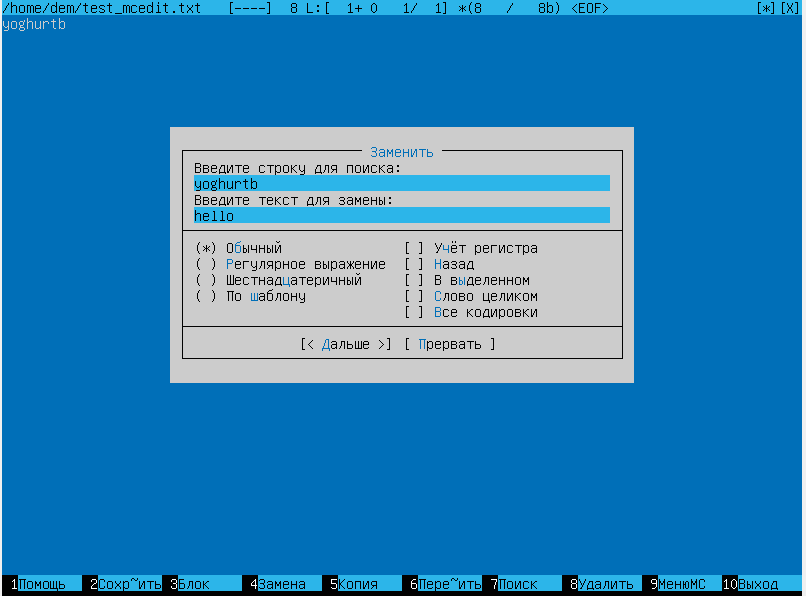 /home/dem/test_mcedit.txt [----] 8 L:[ 1+ 0 1/ 1] *(8 / 8b) <EOF> [*][X]
yoghurtb
Заменить
Введите строку для поиска:
yoghurtb
Введите текст для замены:
hello
(*) Обычный [ ] Учёт регистра
( ) Регулярное выражение [ ] Назад
( ) Шестнадцатеричный [ ] В выделенном
( ) По шаблону [ ] Слово целиком
[ ] Все кодировки
[< Дальше >] [ Прервать ]
1Помощь 2Сохр~ить 3Блок 4Замена 5Копия 6Пере~ить 7Поиск 8Удалить 9МенюMC 10Выход